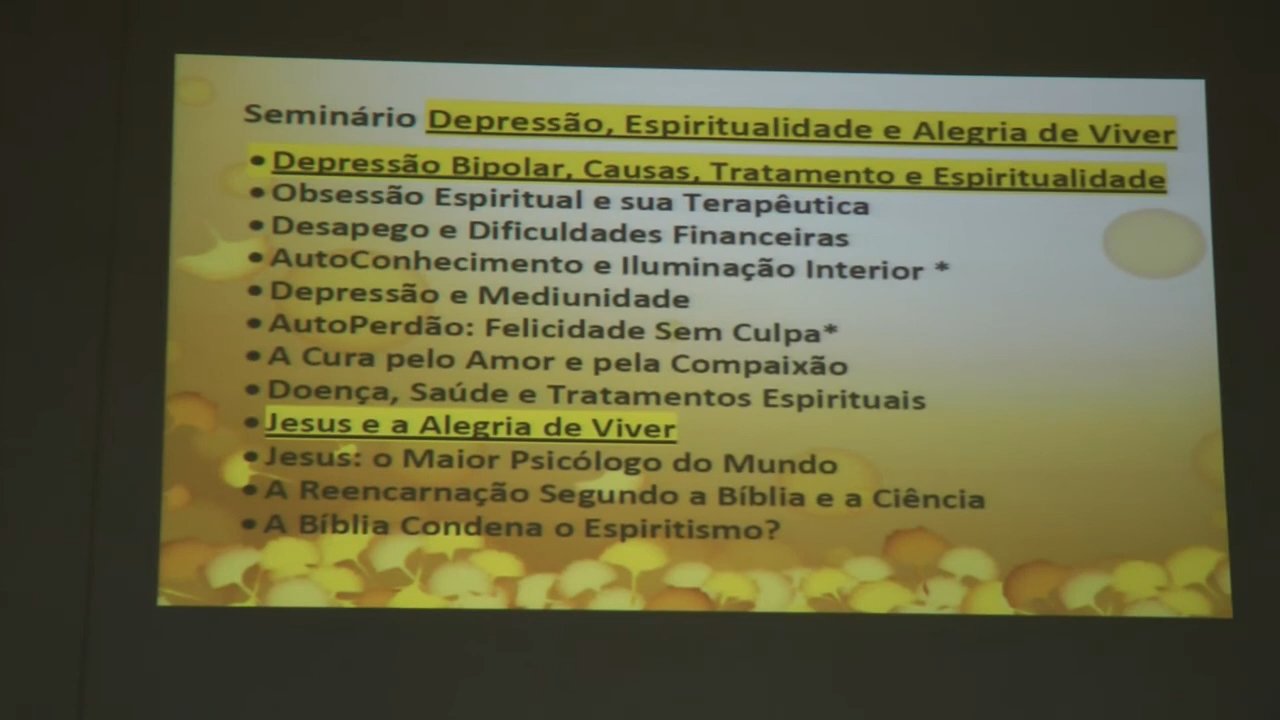 Seminário Depressão, Espiritualidade e Alegria de Viver
• Depressão Bipolar, Causas, Tratamento e Espiritualidade
• Obsessão Espiritual e sua Terapêutica
• Desapego e Dificuldades Financeiras
• AutoConhecimento e Iluminação Interior *
• Depressão e Mediunidade
• AutoPerdão: Felicidade Sem Culpa*
• A Cura pelo Amor e pela Compaixão
• Doença, Saúde e Tratamentos Espirituais
• Jesus e a Alegria de Viver
• Jesus: o Maior Psicólogo do Mundo
• A Reencarnação Segundo a Bíblia e a Ciência
• A Bíblia Condena o Espiritismo?